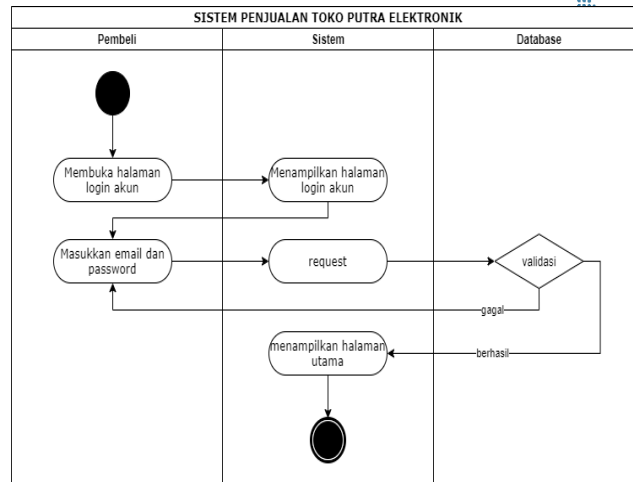 SISTEM PENJUALAN TOKO PUTRA ELEKTRONIK
Pembeli
Sistem
Database
Membuka halaman
login akun
Menampilkan halaman
login akun
Masukkan email dan
password
request
validasi
gagal
menampilkan halaman
utama
berhasil